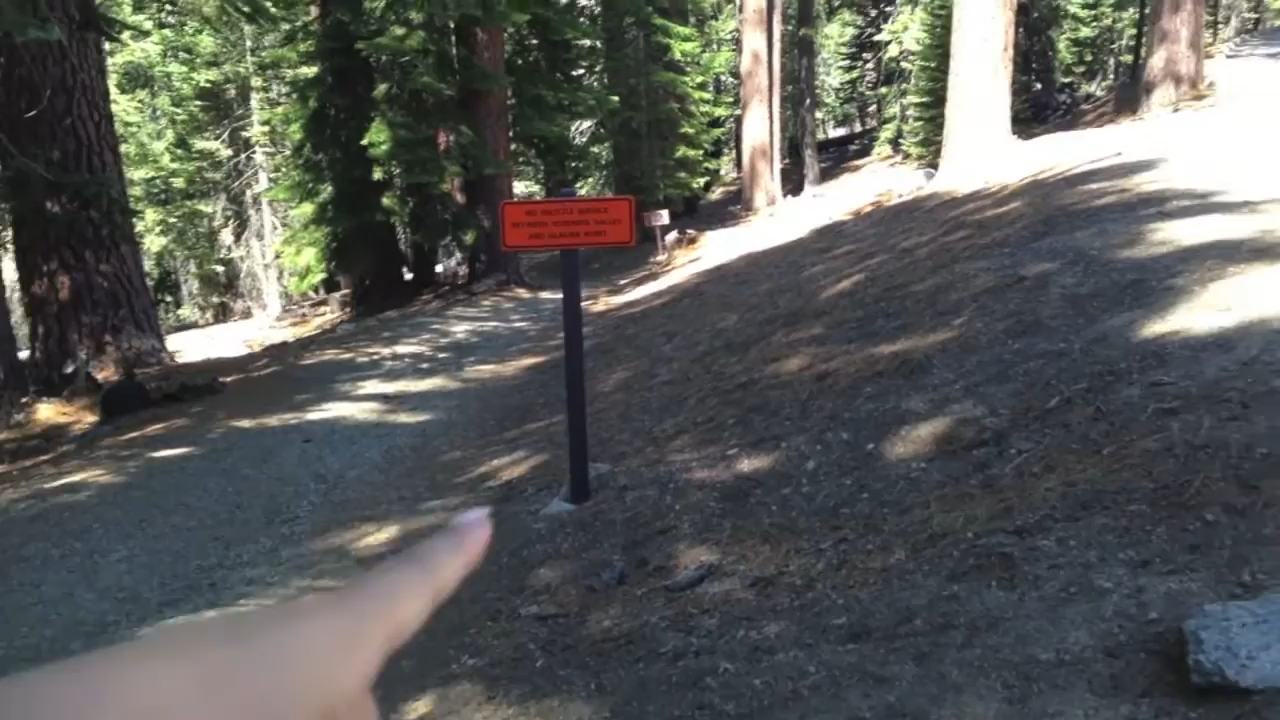 NO SHUTTLE SERVICE
BETWEEN YOSEMITE VALLEY
AND GLACIER POINT